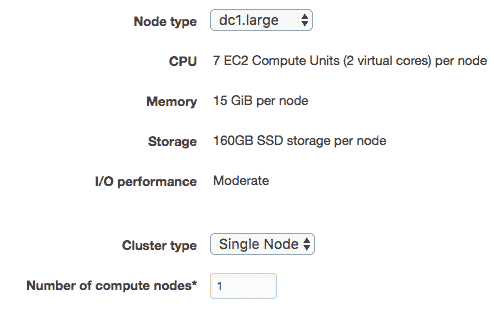 Node type dc1.large
CPU 7 EC2 Compute Units (2 virtual cores) per node
Memory 15 GiB per node
Storage 160GB SSD storage per node
I/O performance Moderate
Cluster type Single Node
Number of compute nodes* 1